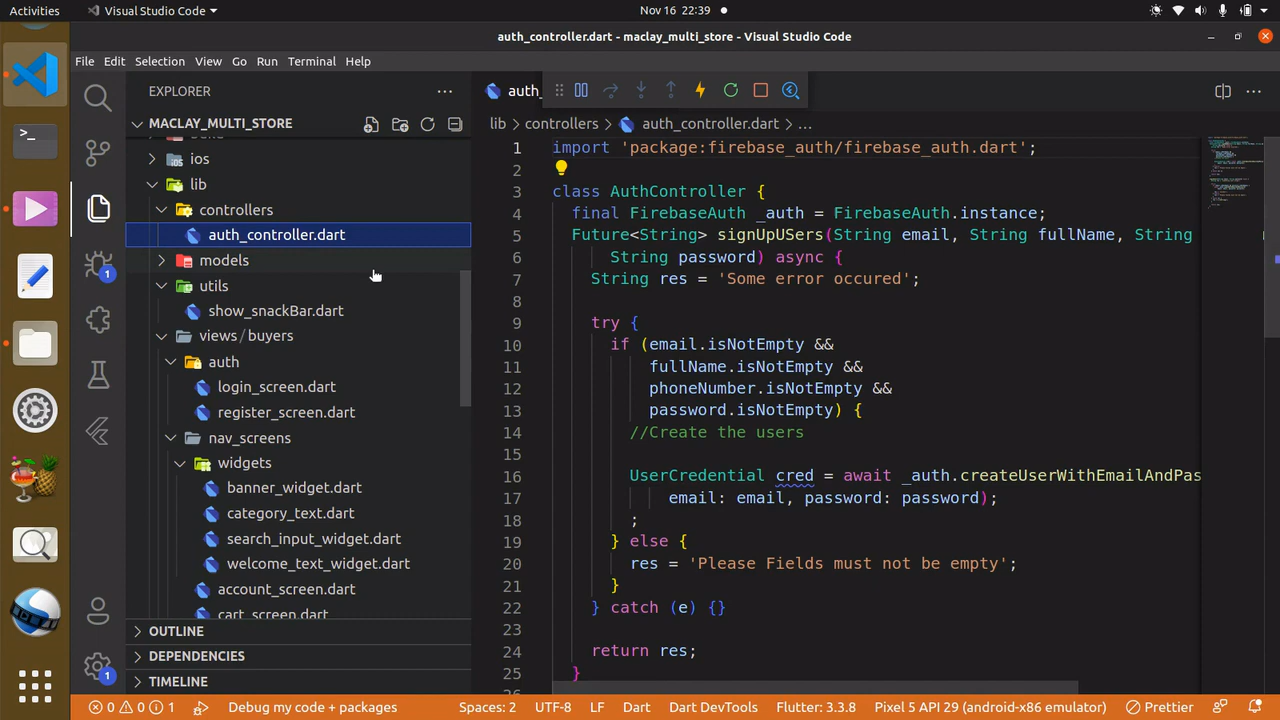 Activities
Visual Studio Code
Nov 16 22:39
auth_controller.dart - maclay_multi_store - Visual Studio Code
File Edit Selection View Go Run Terminal Help
EXPLORER
MACLAY_MULTI_STORE
ios
lib
controllers
auth_controller.dart
models
utils
show_snackBar.dart
views/buyers
auth
login_screen.dart
register_screen.dart
nav_screens
widgets
banner_widget.dart
category_text.dart
search_input_widget.dart
welcome_text_widget.dart
account_screen.dart
cart_screen.dart
OUTLINE
DEPENDENCIES
TIMELINE
1
1
auth_
lib > controllers > auth_controller.dart > ...
1 import 'package:firebase_auth/firebase_auth.dart';
2
3 class AuthController {
4 final FirebaseAuth _auth = FirebaseAuth.instance;
5 Future<String> signUpUSers(String email, String fullName, String
6 String password) async {
7 String res = 'Some error occured';
8
9 try {
10 if (email.isNotEmpty &&
11 fullName.isNotEmpty &&
12 phoneNumber.isNotEmpty &&
13 password.isNotEmpty) {
14 //Create the users
15
16 UserCredential cred = await _auth.createUserWithEmailAndPas
17 email: email, password: password);
18 ;
19 } else {
20 res = 'Please Fields must not be empty';
21 }
22 } catch (e) {}
23
24 return res;
25 }
0 0 1 Debug my code + packages Spaces: 2 UTF-8 LF Dart Dart DevTools Flutter: 3.3.8 Pixel 5 API 29 (android-x86 emulator) Prettier